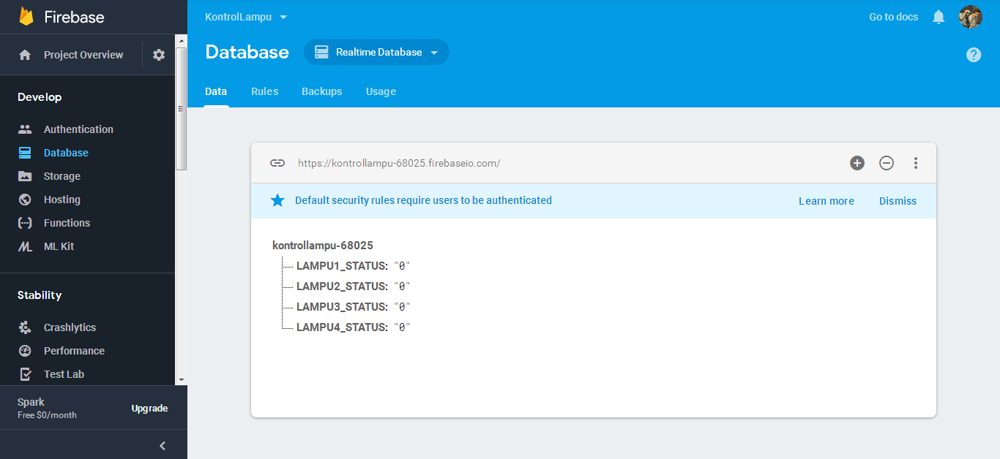 Firebase
Project Overview
Develop
Authentication
Database
Storage
Hosting
Functions
ML Kit
Stability
Crashlytics
Performance
Test Lab
Spark
Free $0/month
Upgrade
KontrolLampu
Go to docs
Database
Realtime Database
Data Rules Backups Usage
https://kontrollampu-68025.firebaseio.com/
Default security rules require users to be authenticated
Learn more Dismiss
kontrollampu-68025
LAMPU1_STATUS: "0"
LAMPU2_STATUS: "0"
LAMPU3_STATUS: "0"
LAMPU4_STATUS: "0"